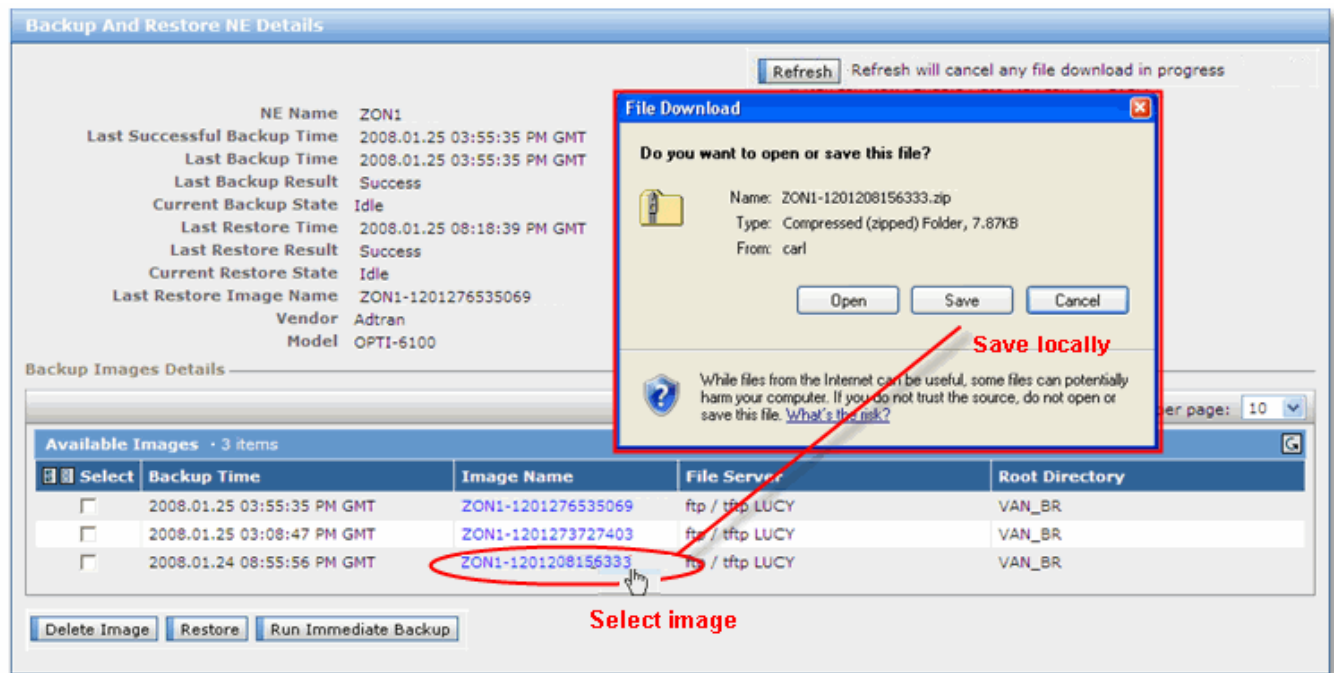 Backup And Restore NE Details
Refresh Refresh will cancel any file download in progress
NE Name ZON1
Last Successful Backup Time 2008.01.25 03:55:35 PM GMT
Last Backup Time 2008.01.25 03:55:35 PM GMT
Last Backup Result Success
Current Backup State Idle
Last Restore Time 2008.01.25 08:18:39 PM GMT
Last Restore Result Success
Current Restore State Idle
Last Restore Image Name ZON1-1201276535069
Vendor Adtran
Model OPTI-6100
File Download
Do you want to open or save this file?
Name: ZON1-1201208156333.zip
Type: Compressed (zipped) Folder, 7.87KB
From: carl
Open Save Cancel
Save locally
While files from the Internet can be useful, some files can potentially
harm your computer. If you do not trust the source, do not open or
save this file. What's the risk?
Backup Images Details
per page: 10
Available Images · 3 items
Select Backup Time Image Name File Server Root Directory
2008.01.25 03:55:35 PM GMT ZON1-1201276535069 ftp / tftp LUCY VAN_BR
2008.01.25 03:08:47 PM GMT ZON1-1201273727403 ftp / tftp LUCY VAN_BR
2008.01.24 08:55:56 PM GMT ZON1-1201208156333 ftp / tftp LUCY VAN_BR
Select image
Delete Image Restore Run Immediate Backup